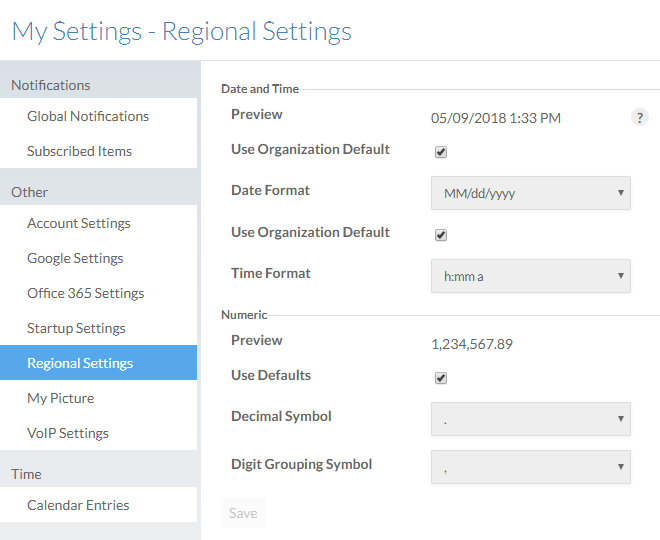 My Settings - Regional Settings
Notifications
Global Notifications
Subscribed Items
Other
Account Settings
Google Settings
Office 365 Settings
Startup Settings
Regional Settings
My Picture
VoIP Settings
Time
Calendar Entries
Date and Time
Preview 05/09/2018 1:33 PM ?
Use Organization Default
Date Format MM/dd/yyyy
Use Organization Default
Time Format h:mm a
Numeric
Preview 1,234,567.89
Use Defaults
Decimal Symbol .
Digit Grouping Symbol ,
Save